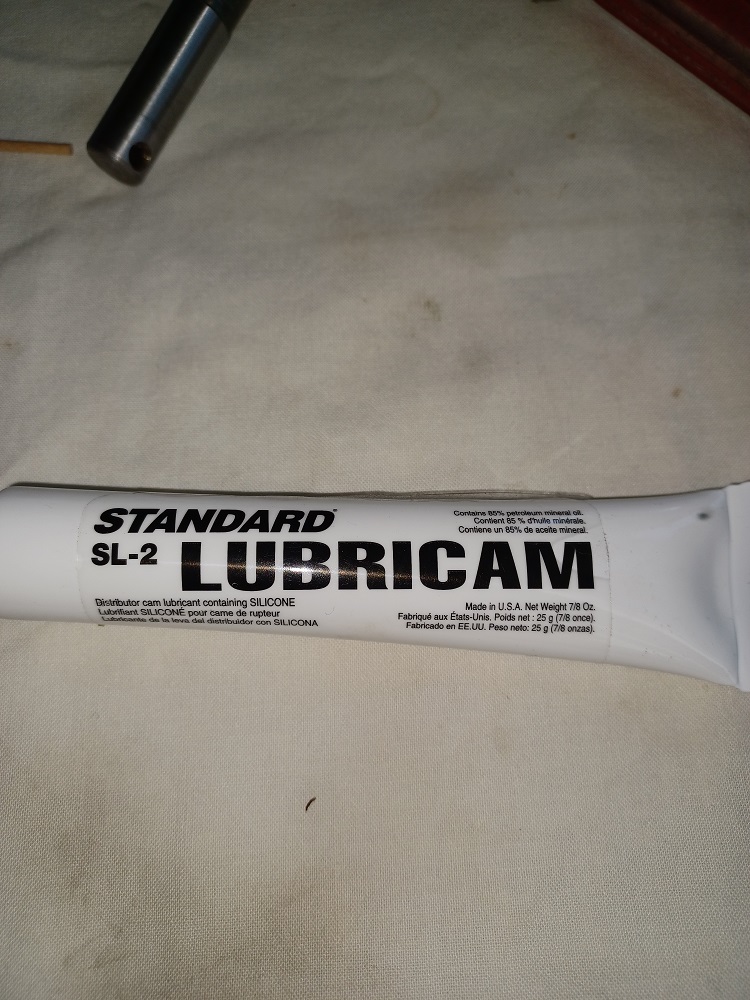 STANDARD®
SL-2 LUBRICAM
Distributor cam lubricant containing SILICONE
Lubrifiant SILICONE pour came de rupteur
Lubricante de la leva del distribuidor con SILICONA
Contains 85% petroleum mineral oil.
Contient 85 % d'huile minérale.
Contiene un 85% de aceite mineral.
Made in U.S.A. Net Weight 7/8 Oz.
Fabriqué aux États-Unis. Poids net : 25 g (7/8 once).
Fabricado en EE.UU. Peso neto: 25 g (7/8 onzas).